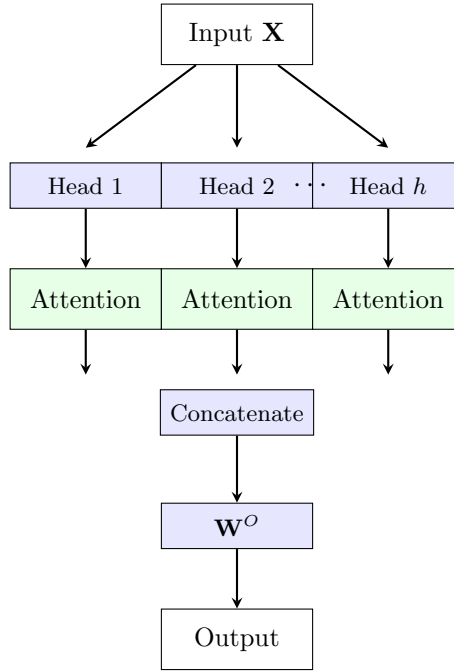 Input X
Head 1 Head 2 ··· Head h
Attention Attention Attention
Concatenate
W^O
Output